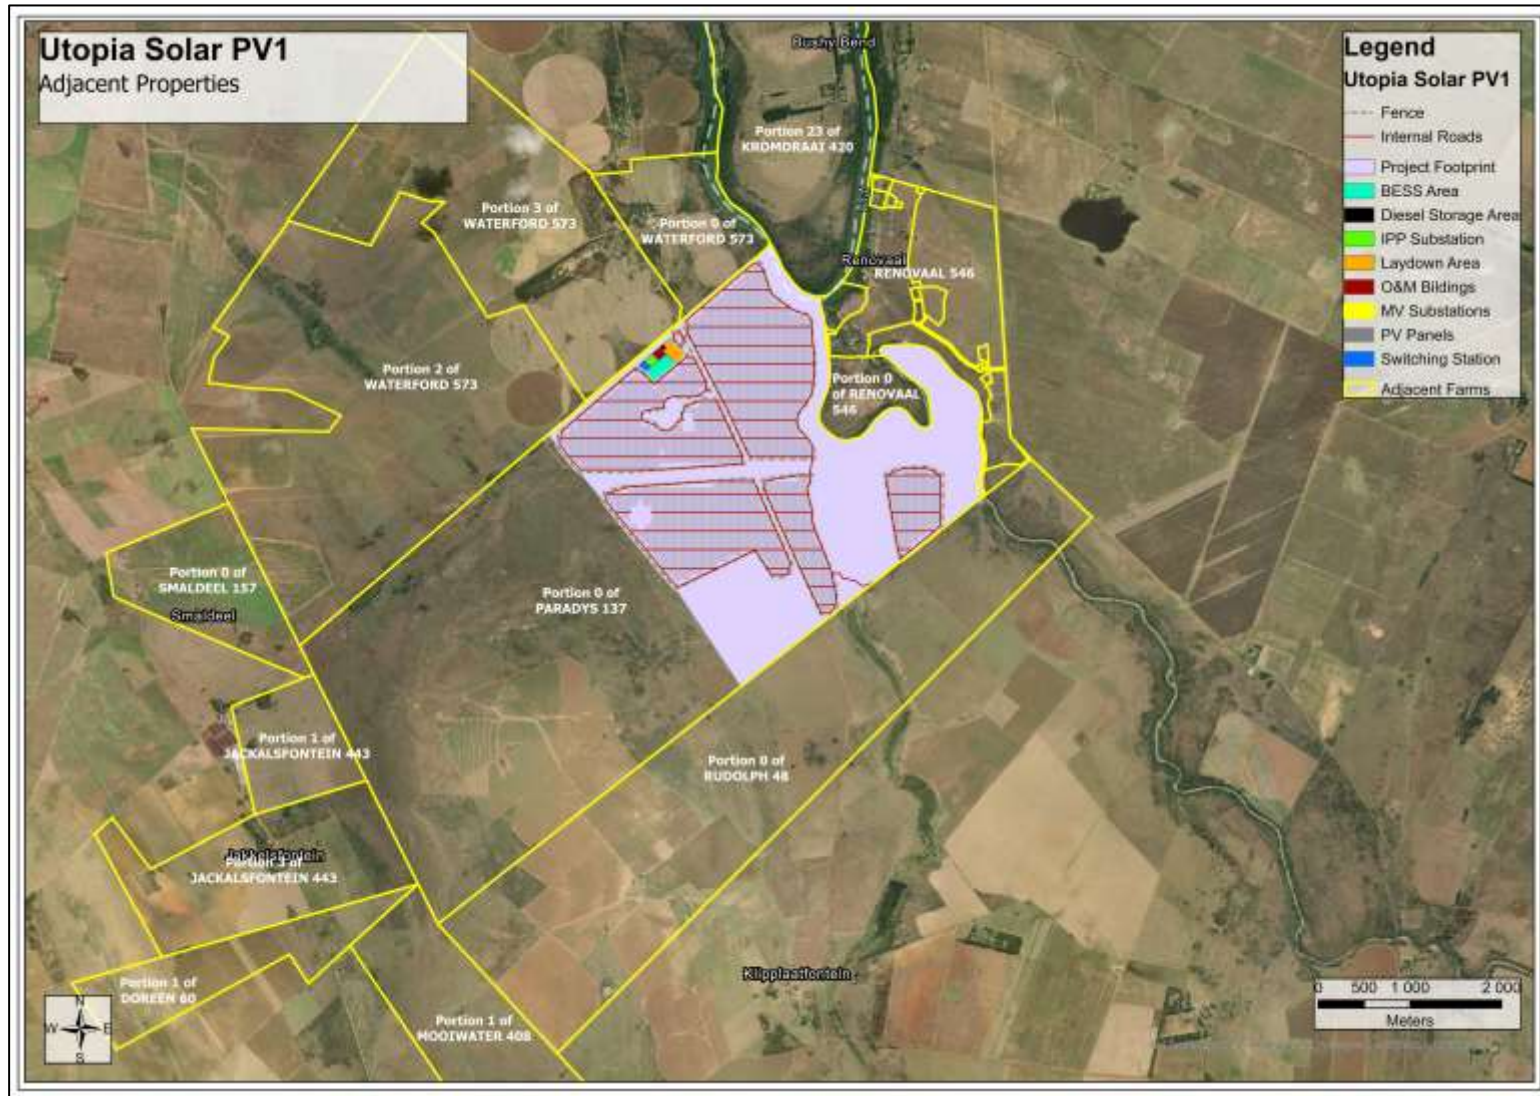 Utopia Solar PV1
Adjacent Properties
Legend
Utopia Solar PV1
Fence
Internal Roads
Project Footprint
BESS Area
Diesel Storage Area
IPP Substation
Laydown Area
O&M Bildings
MV Substations
PV Panels
Switching Station
Adjacent Farms
Bushy Bend
Portion 23 of
KROMDRAAI 420
Portion 3 of
WATERFORD 573
Portion 0 of
WATERFORD 573
Renovaal
RENOVAAL 546
Portion 2 of
WATERFORD 573
Portion 0
of RENOVAAL
546
Portion 0 of
SMALDEEL 157
Smaldeel
Portion 0 of
PARADYS 137
Portion 1 of
JACKALSFONTEIN 443
Portion 0 of
RUDOLPH 48
Jakkelsfontein
Portion 3 of
JACKALSFONTEIN 443
Klipplaatfontein
Portion 1 of
DOREEN 60
Portion 1 of
MOOIWATER 408
N
W E
S
0 500 1 000 2 000
Meters